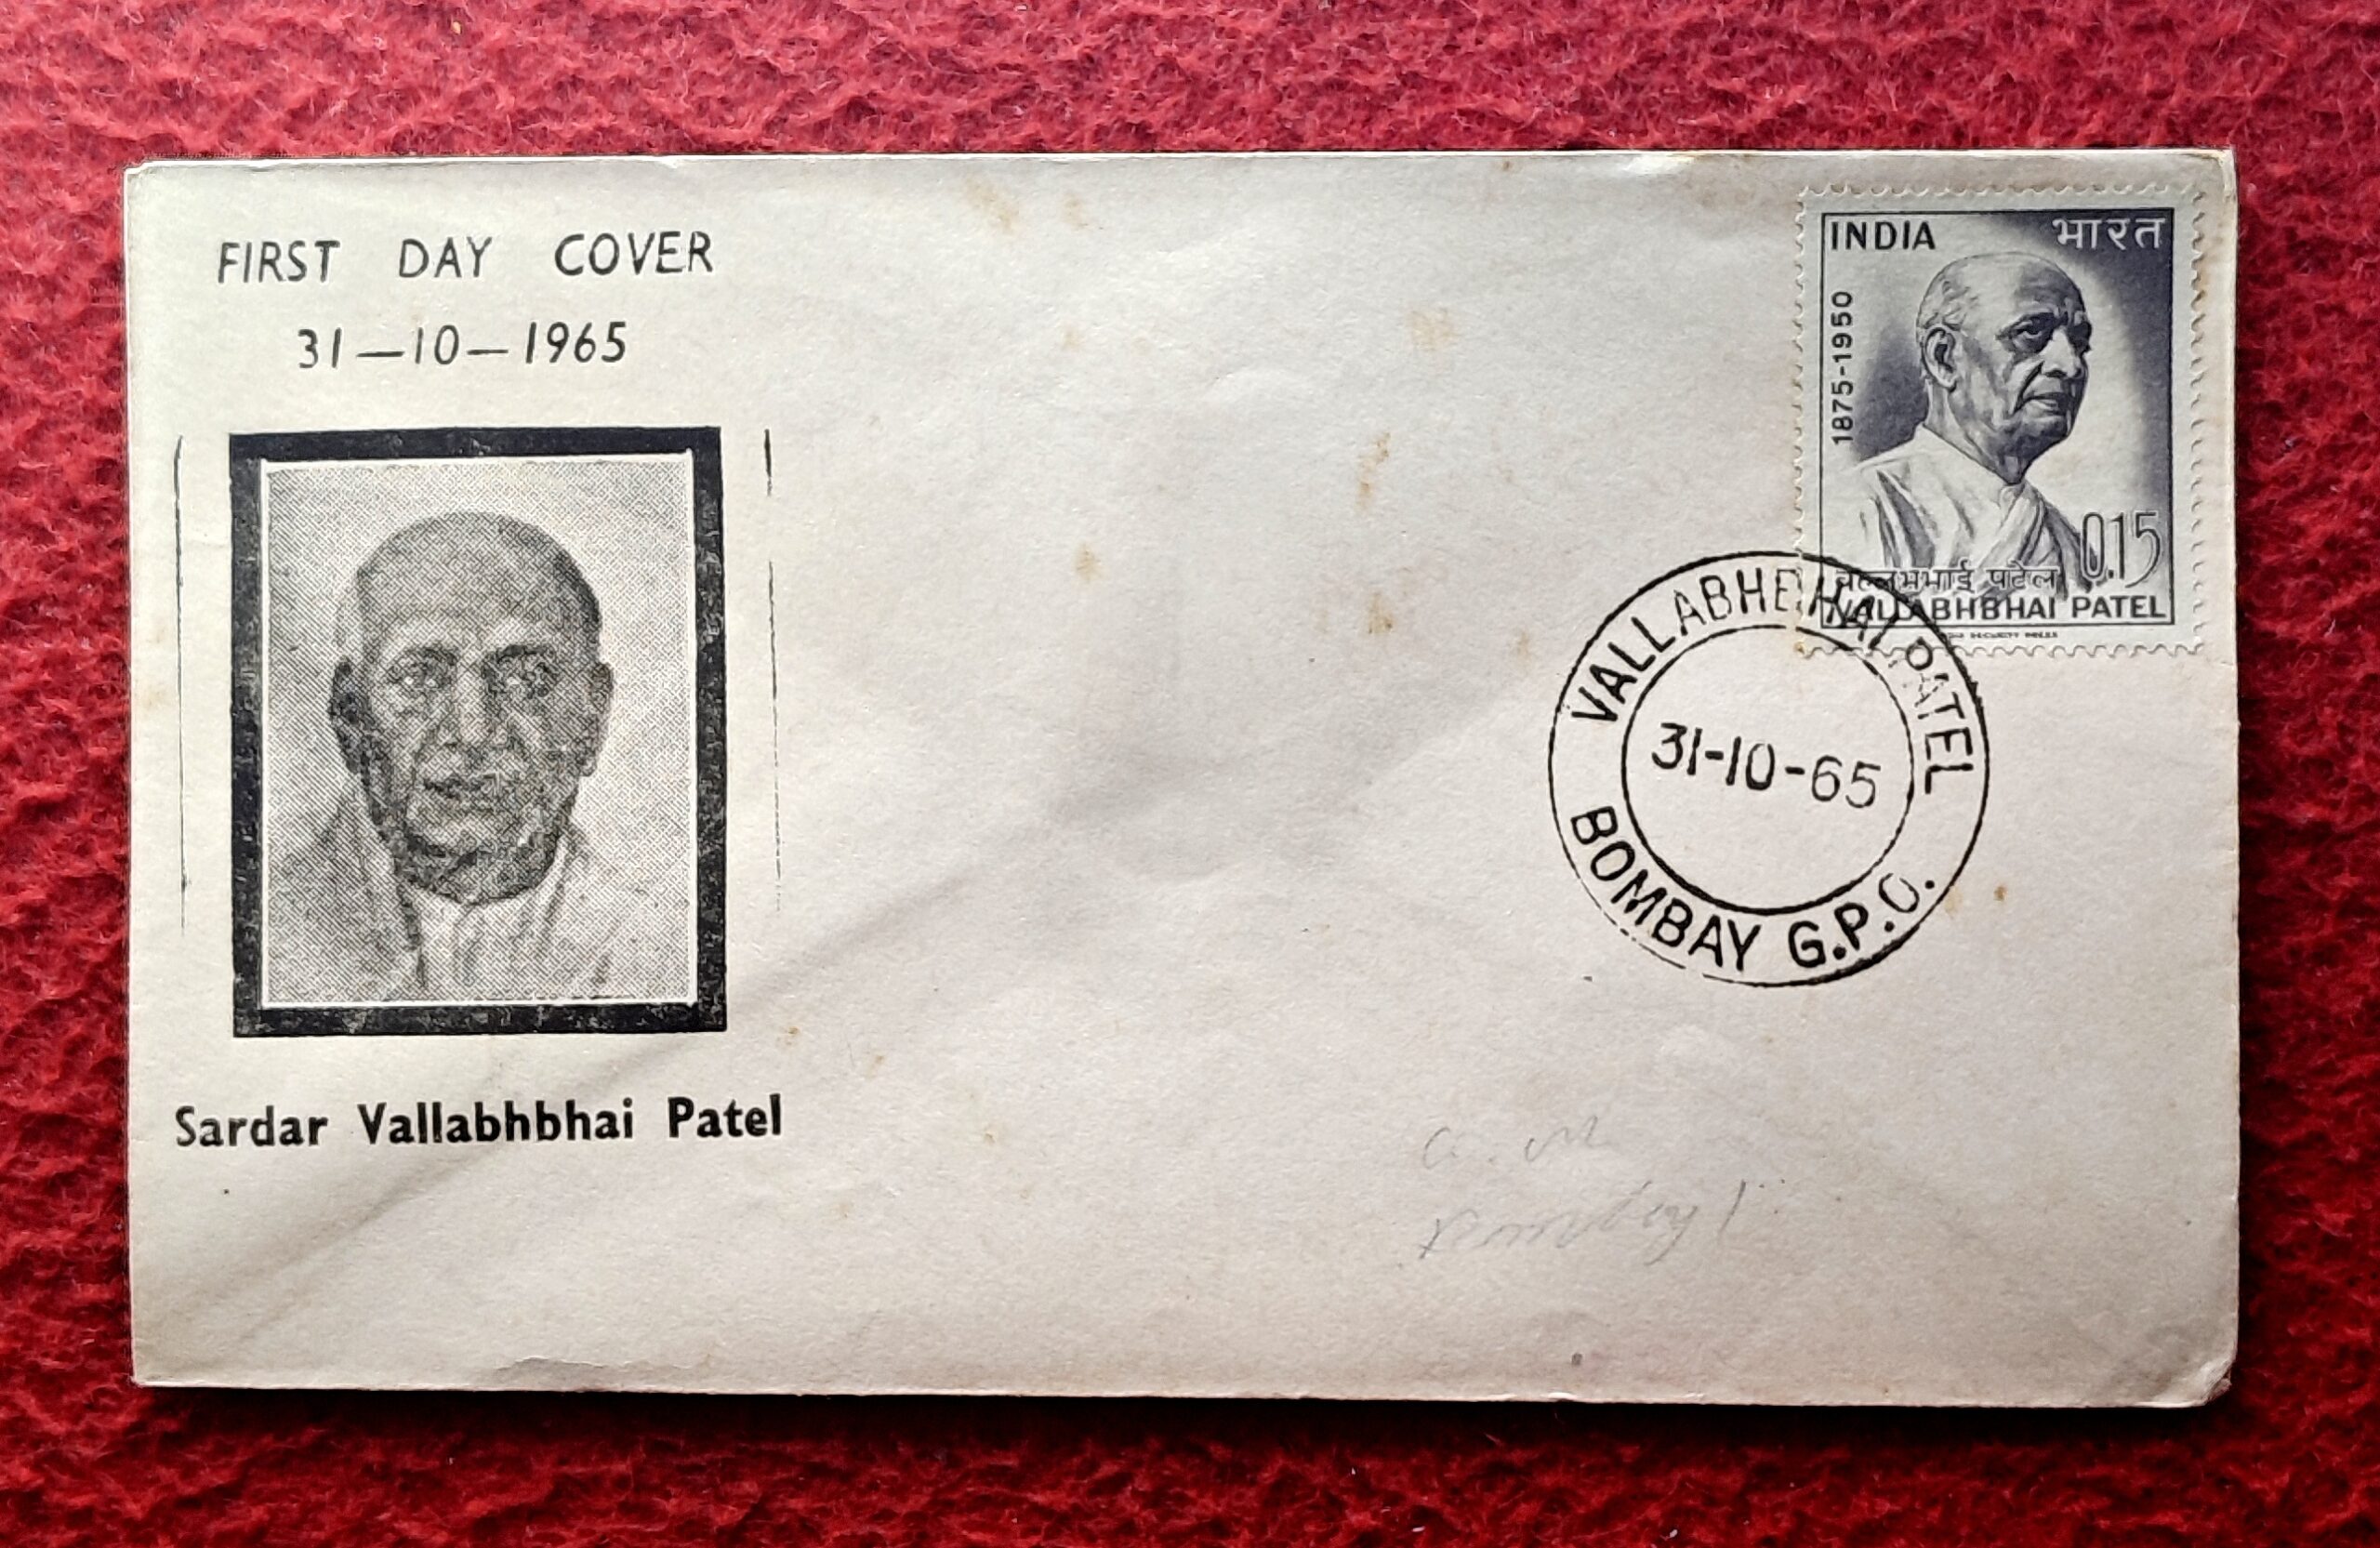 FIRST DAY COVER
31—10—1965
Sardar Vallabhbhai Patel
INDIA भारत
1875-1950
0.15
वल्लभभाई पटेल
VALLABHBHAI PATEL
VALLABHBHAI PATEL
31-10-65
BOMBAY G.P.O.